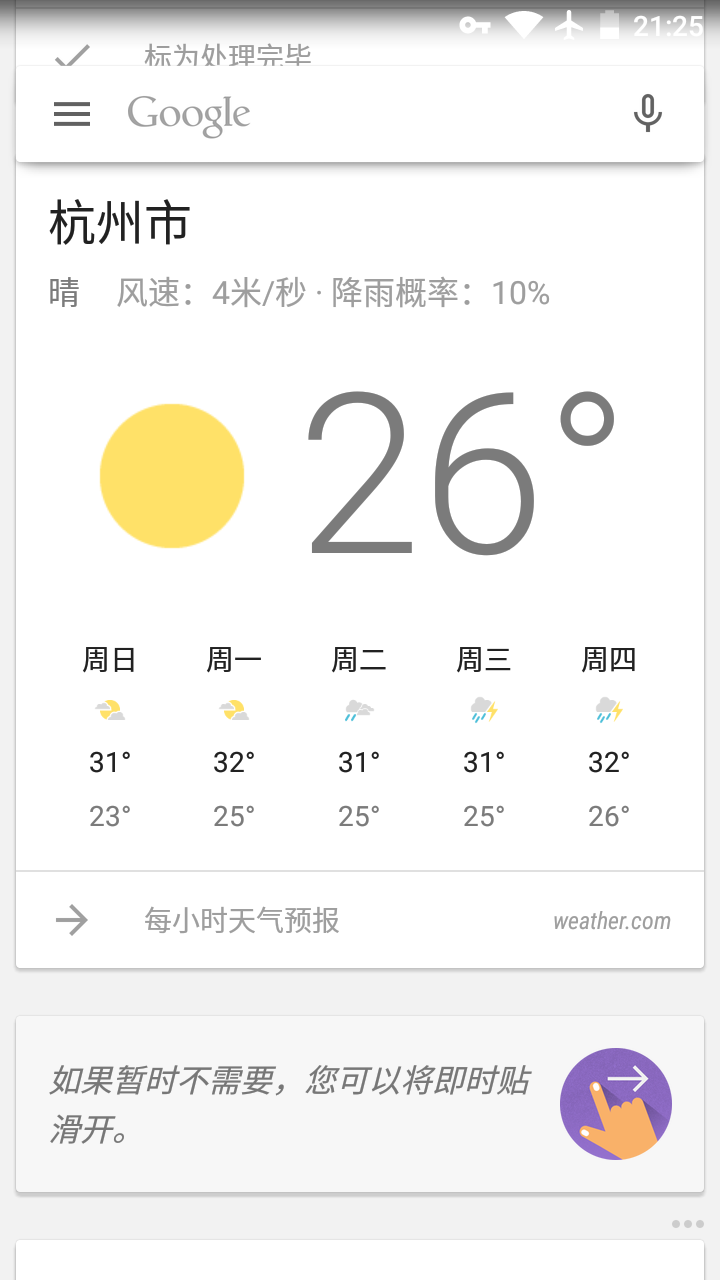 21:25
标为处理完毕
Google
杭州市
晴 风速：4米/秒 · 降雨概率：10%
26°
周日 周一 周二 周三 周四
31° 32° 31° 31° 32°
23° 25° 25° 25° 26°
每小时天气预报 weather.com
如果暂时不需要，您可以将即时贴
滑开。